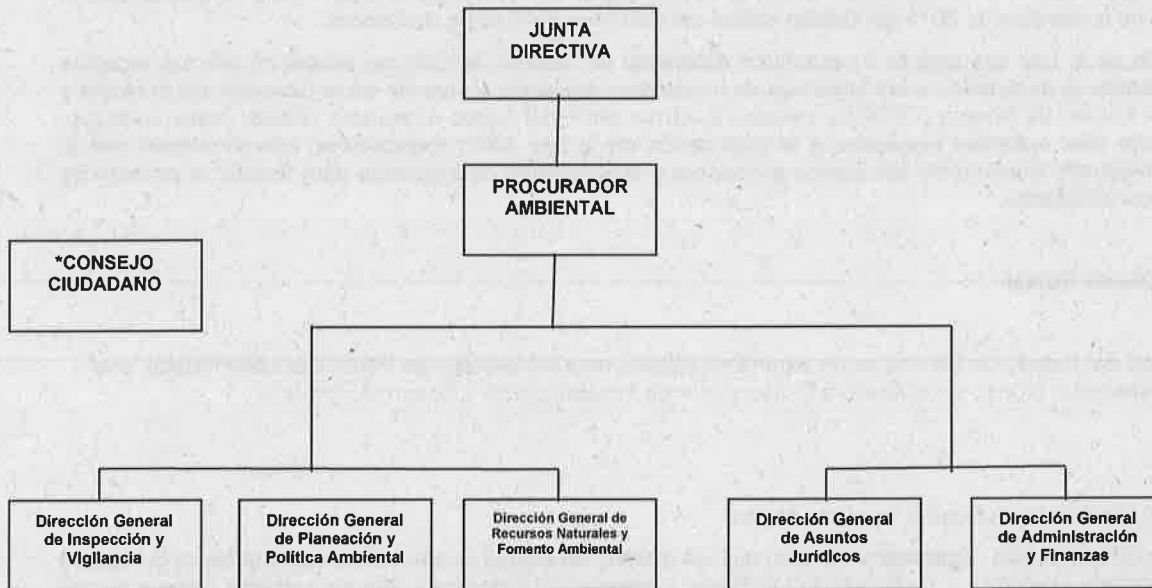 JUNTA
DIRECTIVA
PROCURADOR
AMBIENTAL
*CONSEJO
CIUDADANO
Dirección General
de Inspección y
Vigilancia
Dirección General
de Planeación y
Política Ambiental
Dirección General de
Recursos Naturales y
Fomento Ambiental
Dirección General
de Asuntos
Jurídicos
Dirección General
de Administración
y Finanzas